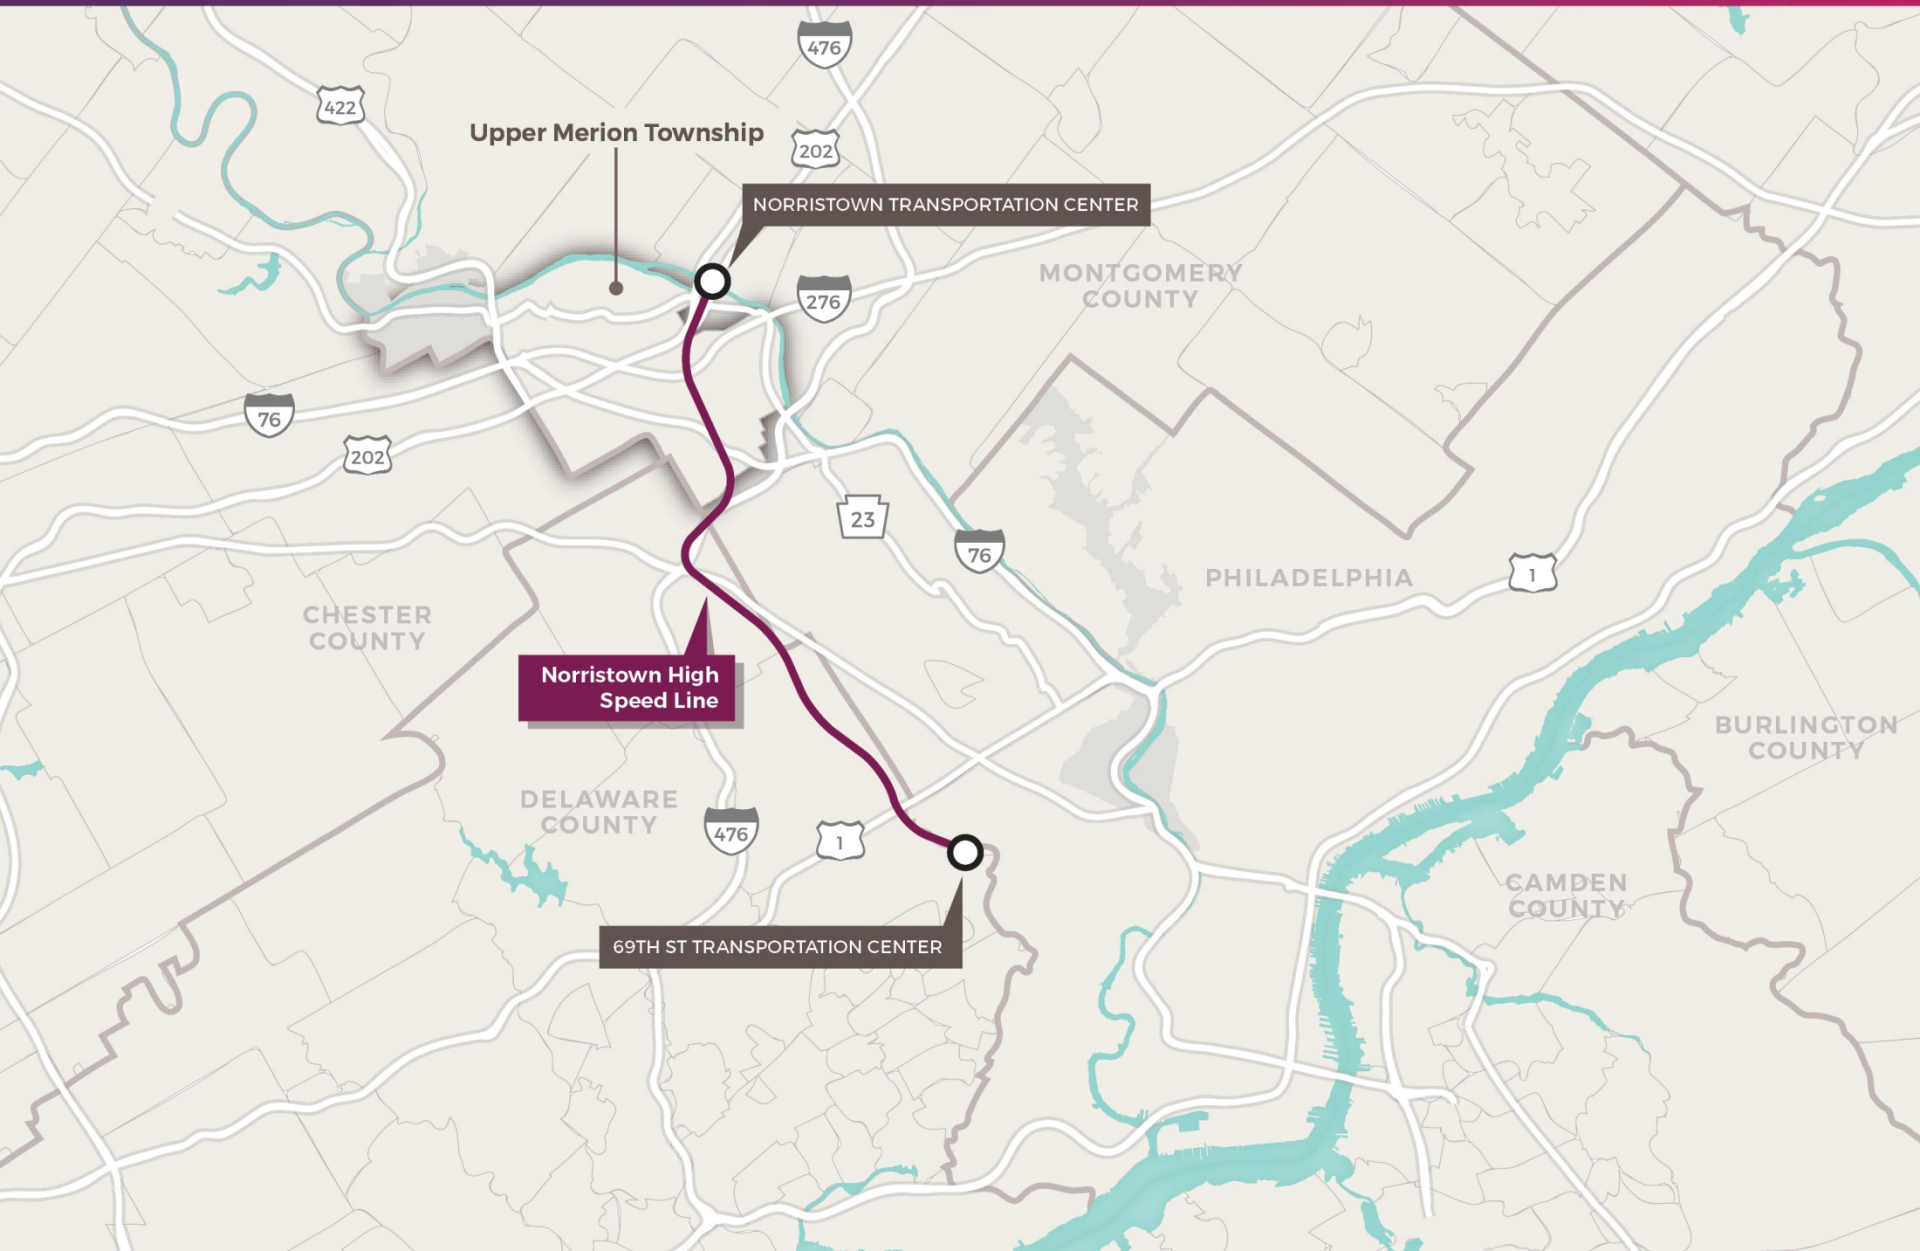 476
422
Upper Merion Township
202
NORRISTOWN TRANSPORTATION CENTER
276
MONTGOMERY
COUNTY
76
202
23
76
PHILADELPHIA
1
CHESTER
COUNTY
Norristown High
Speed Line
BURLINGTON
COUNTY
DELAWARE
COUNTY
476
1
CAMDEN
COUNTY
69TH ST TRANSPORTATION CENTER